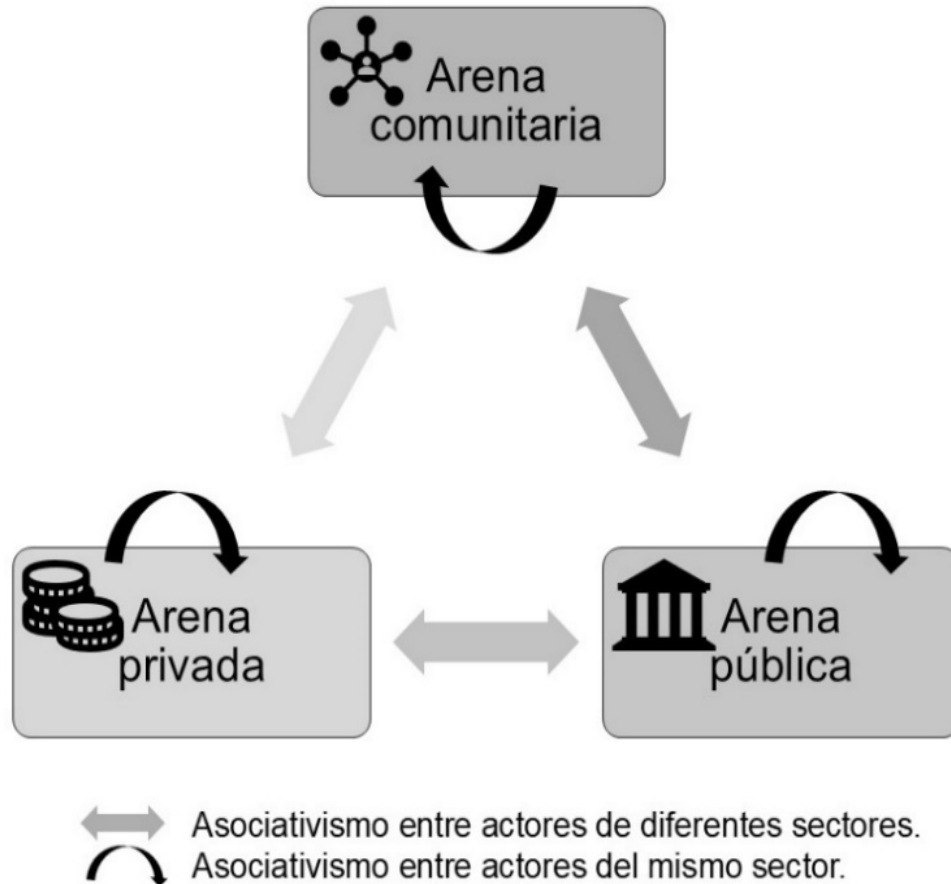 Arena
comunitaria
Arena
privada
Arena
pública
Asociativismo entre actores de diferentes sectores.
Asociativismo entre actores del mismo sector.